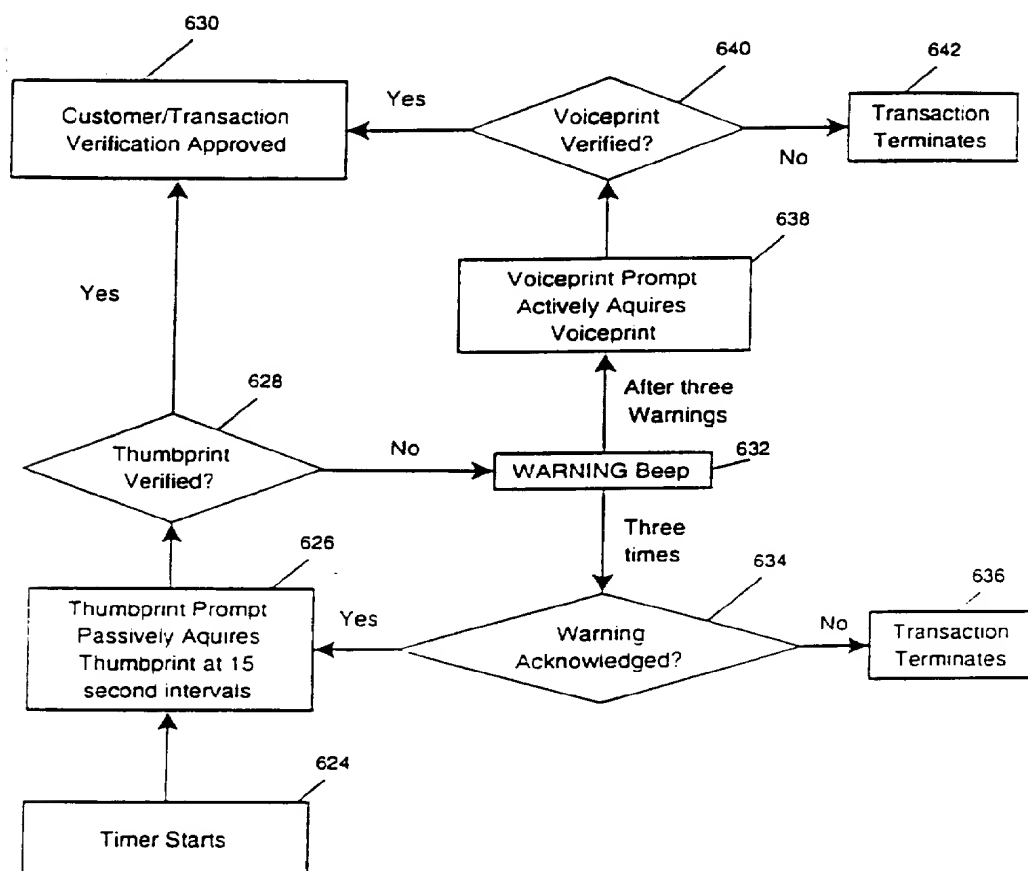 630
Customer/Transaction
Verification Approved
Yes
640
Voiceprint
Verified?
642
Transaction
Terminates
No
638
Voiceprint Prompt
Actively Aquires
Voiceprint
Yes
After three
Warnings
628
Thumbprint
Verified?
No
WARNING Beep
632
Three
times
626
Thumbprint Prompt
Passively Aquires
Thumbprint at 15
second intervals
Yes
634
Warning
Acknowledged?
No
636
Transaction
Terminates
624
Timer Starts